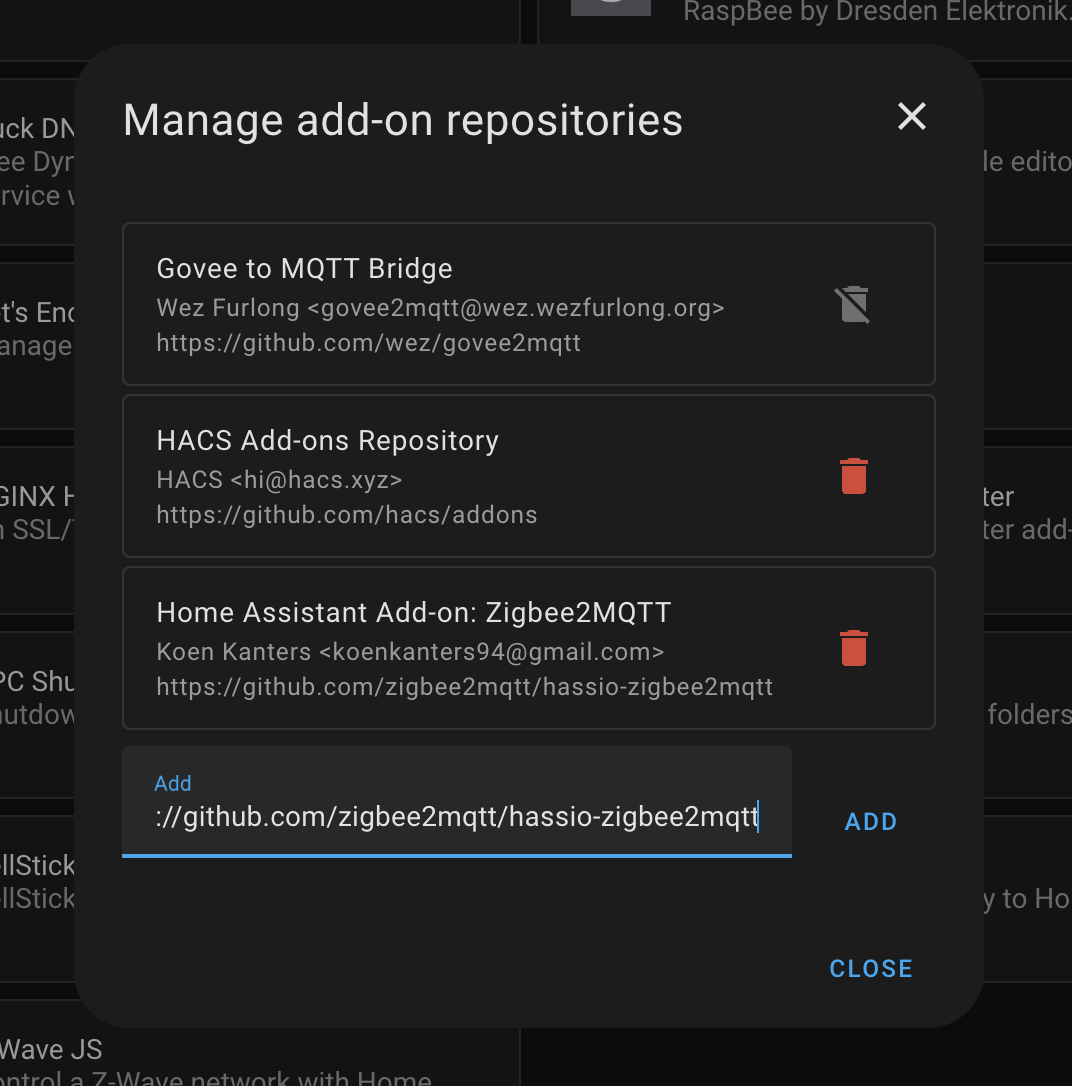 RaspBee by Dresden Elektronik.
Manage add-on repositories
Govee to MQTT Bridge
Wez Furlong <govee2mqtt@wez.wezfurlong.org>
https://github.com/wez/govee2mqtt
HACS Add-ons Repository
HACS <hi@hacs.xyz>
https://github.com/hacs/addons
Home Assistant Add-on: Zigbee2MQTT
Koen Kanters <koenkanters94@gmail.com>
https://github.com/zigbee2mqtt/hassio-zigbee2mqtt
Add
://github.com/zigbee2mqtt/hassio-zigbee2mqtt
ADD
CLOSE
uck DN
ee Dyn
rvice w
le edito
t's Enc
anage
GINX H
n SSL/T
ter
ter add-
PC Shu
utdow
folders
ellStick
ellStick
y to Ho
Wave JS
ontrol a Z-Wave network with Home